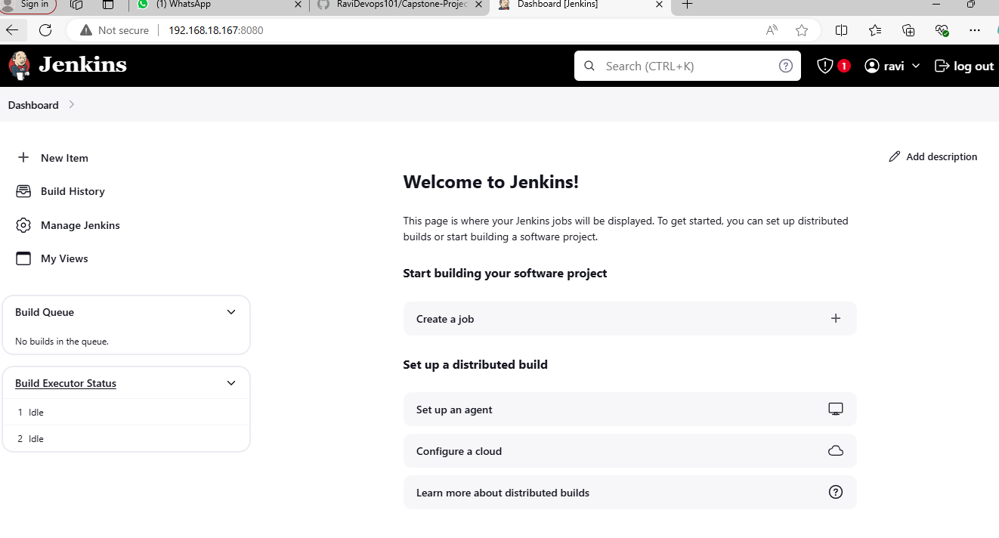 Sign in
(1) WhatsApp
RaviDevops101/Capstone-Projec
Dashboard [Jenkins]
Not secure
192.168.18.167:8080
Jenkins
Search (CTRL+K)
1
ravi
log out
Dashboard
New Item
Add description
Build History
Manage Jenkins
My Views
Welcome to Jenkins!
This page is where your Jenkins jobs will be displayed. To get started, you can set up distributed
builds or start building a software project.
Start building your software project
Create a job
Set up a distributed build
Set up an agent
Configure a cloud
Learn more about distributed builds
Build Queue
No builds in the queue.
Build Executor Status
1 Idle
2 Idle